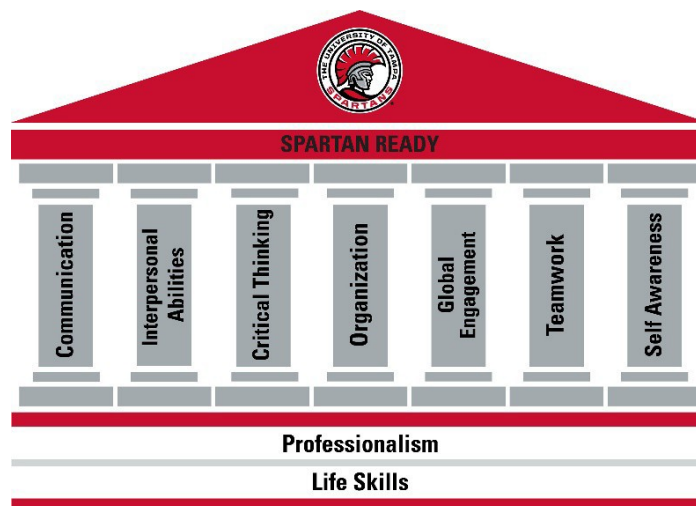 THE UNIVERSITY OF TAMPA
SPARTANS
SPARTAN READY
Communication
Interpersonal
Abilities
Critical Thinking
Organization
Global
Engagement
Teamwork
Self Awareness
Professionalism
Life Skills